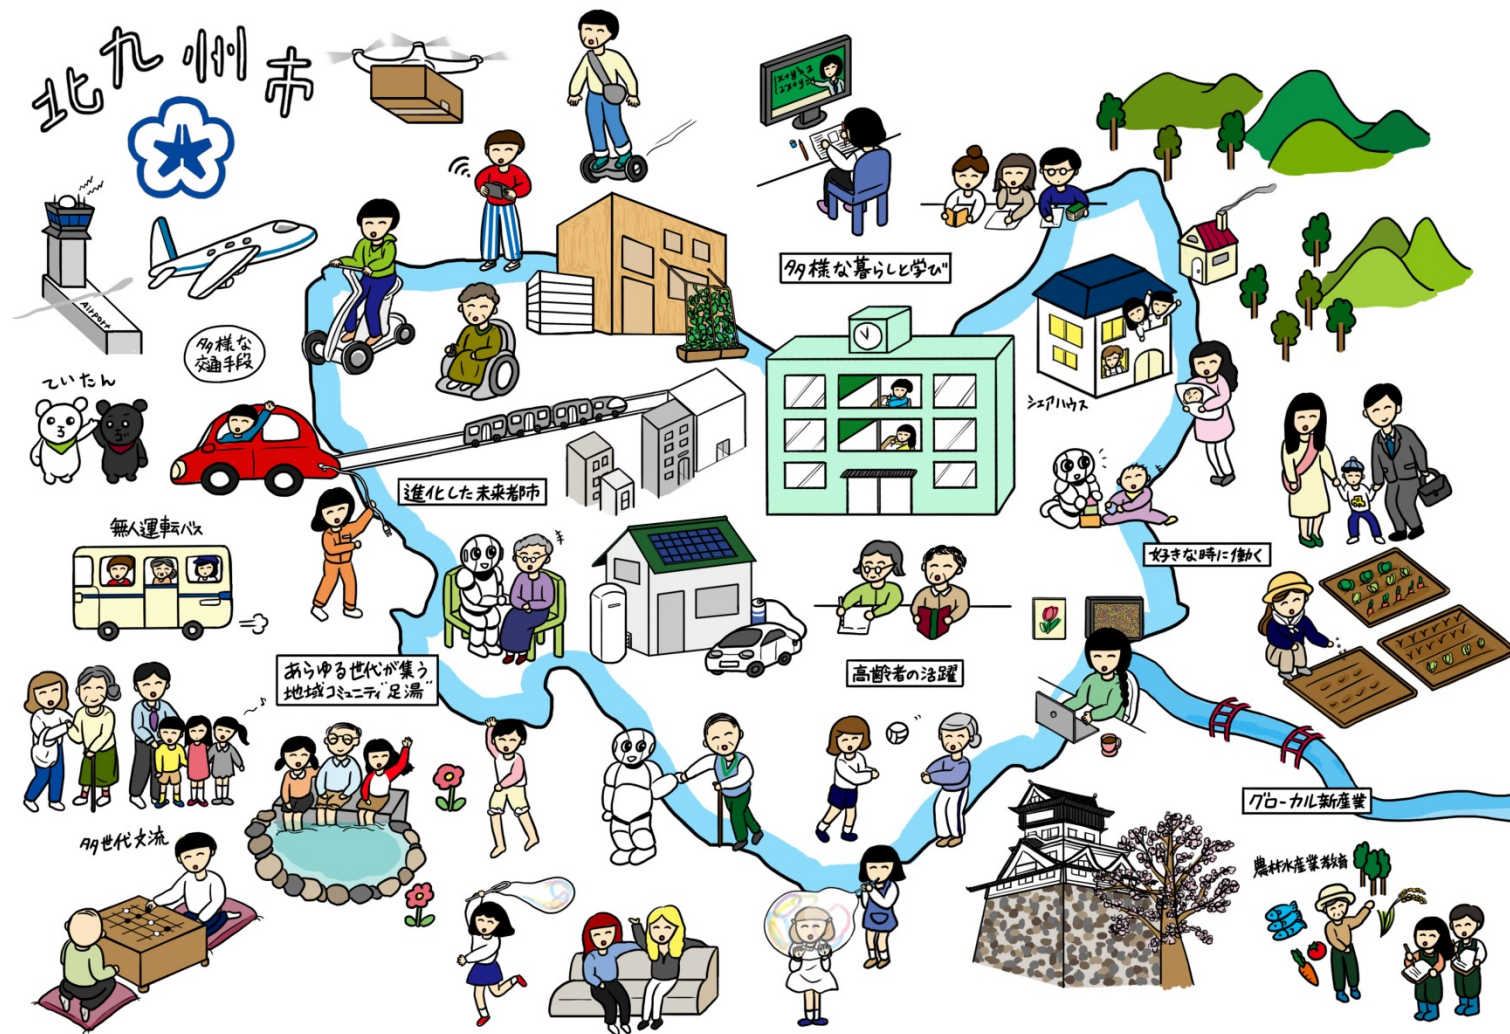 北九州市
Airport
多様な
交通手段
ていたん
無人運転バス
進化した未来都市
多様な暮らしと学び
シェアハウス
好きな時に働く
あらゆる世代が集う
地域コミュニティ"足湯"
高齢者の活躍
グローカル新産業
多世代交流
農林水産業教育